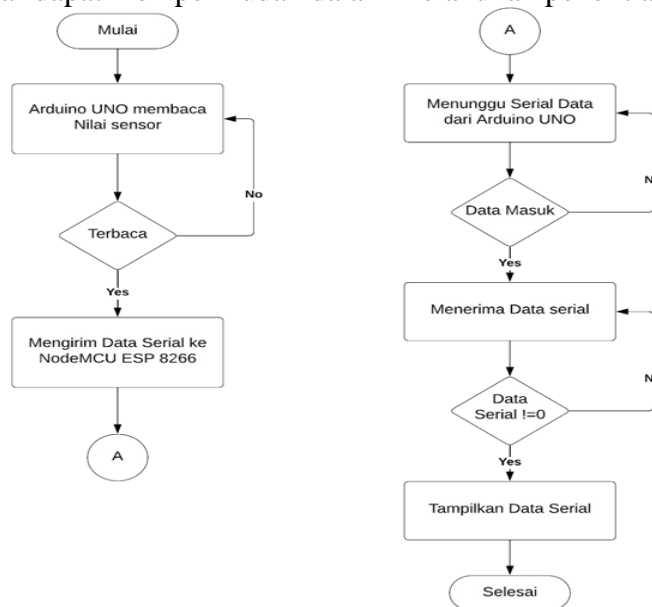 Mulai
Arduino UNO membaca
Nilai sensor
No
Terbaca
Yes
Mengirim Data Serial ke
NodeMCU ESP 8266
A
A
Menunggu Serial Data
dari Arduino UNO
Data Masuk
Yes
Menerima Data serial
Data
Serial !=0
Yes
Tampilkan Data Serial
Selesai